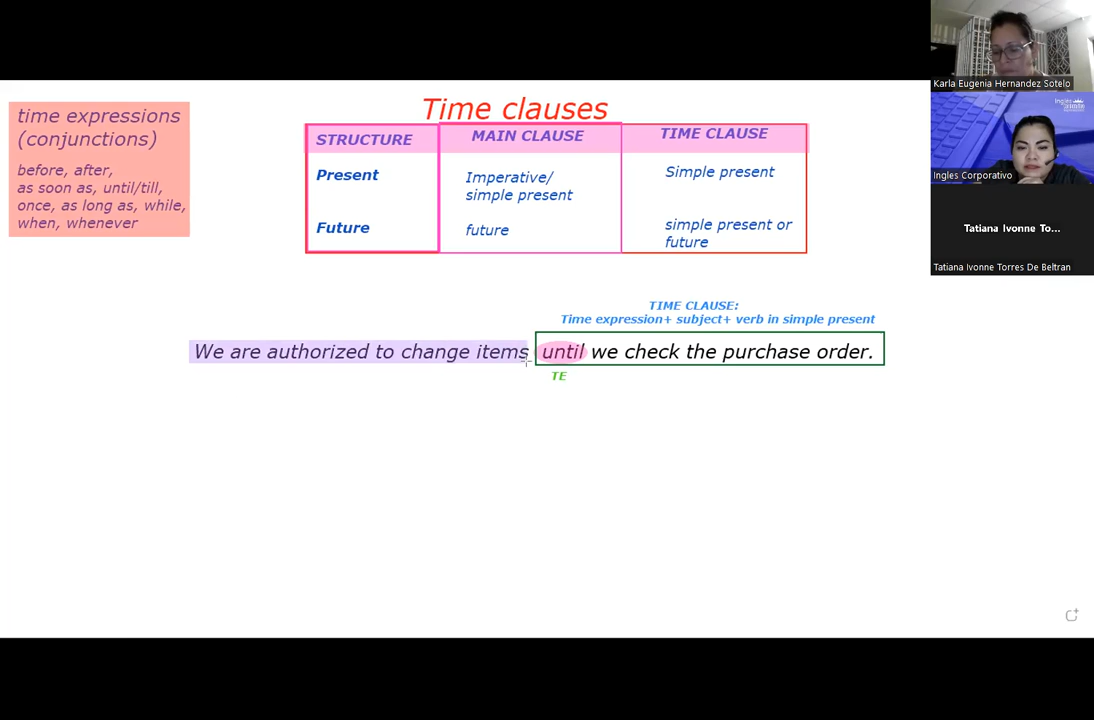 time expressions
(conjunctions)
before, after,
as soon as, until/till,
once, as long as, while,
when, whenever
Time clauses
STRUCTURE MAIN CLAUSE TIME CLAUSE
Present Imperative/ Simple present
simple present
Future future simple present or
future
TIME CLAUSE:
Time expression+ subject+ verb in simple present
We are authorized to change items until we check the purchase order.
TE
Karla Eugenia Hernandez Sotelo
Ingles Corporativo
Tatiana Ivonne To...
Tatiana Ivonne Torres De Beltran